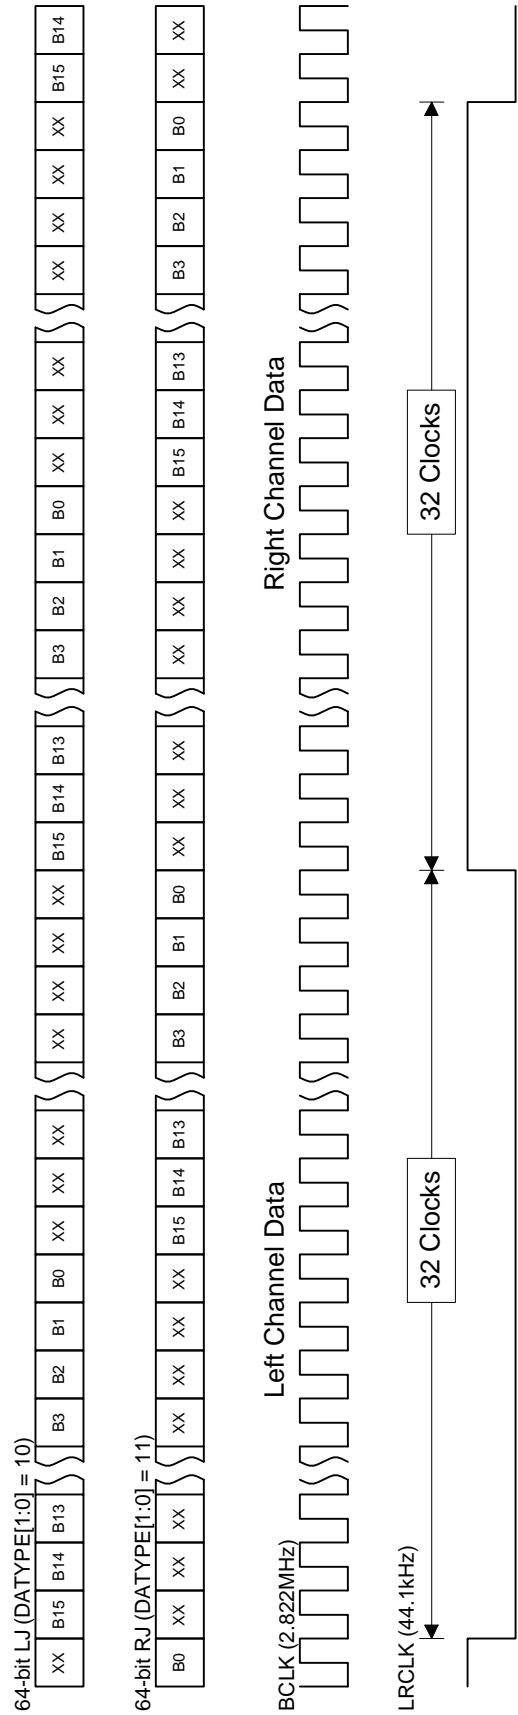 64-bit LJ (DATYPE[1:0] = 10)
XX B15 B14 B13 B3 B2 B1 B0 XX XX XX XX XX XX XX B15 B14 B13 B3 B2 B1 B0 XX XX XX XX XX XX XX B15 B14
64-bit RJ (DATYPE[1:0] = 11)
B0 XX XX XX XX XX XX XX B15 B14 B13 B3 B2 B1 B0 XX XX XX XX XX XX XX B15 B14 B13 B3 B2 B1 B0 XX XX
Left Channel Data Right Channel Data
BCLK (2.822MHz)
LRCLK (44.1kHz)
32 Clocks 32 Clocks